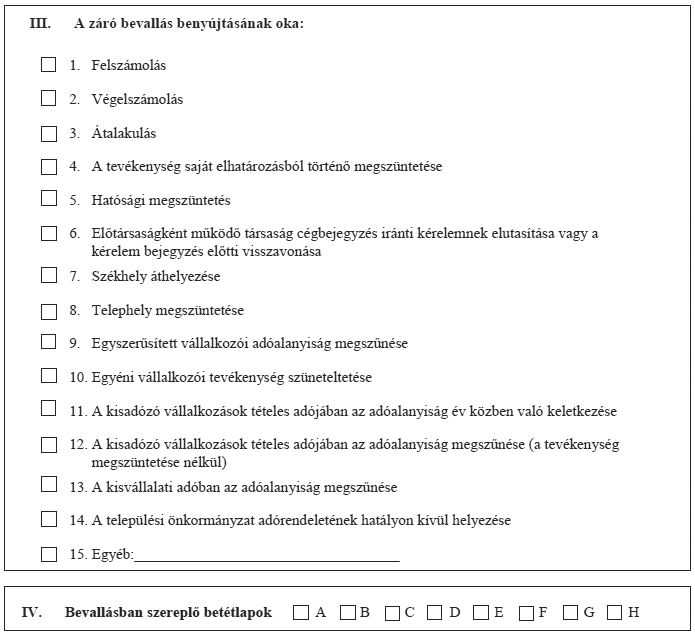 III. A záró bevallás benyújtásának oka:
1. Felszámolás
2. Végelszámolás
3. Átalakulás
4. A tevékenység saját elhatározásból történő megszüntetése
5. Hatósági megszüntetés
6. Előtársaságként működő társaság cégbejegyzés iránti kérelemnek elutasítása vagy a
kérelem bejegyzés előtti visszavonása
7. Székhely áthelyezése
8. Telephely megszüntetése
9. Egyszerűsített vállalkozói adóalanyiság megszűnése
10. Egyéni vállalkozói tevékenység szüneteltetése
11. A kisadózó vállalkozások tételes adójában az adóalanyiság év közben való keletkezése
12. A kisadózó vállalkozások tételes adójában az adóalanyiság megszűnése (a tevékenység
megszüntetése nélkül)
13. A kisvállalati adóban az adóalanyiság megszűnése
14. A települési önkormányzat adórendeletének hatályon kívül helyezése
15. Egyéb:___________________________________
IV. Bevallásban szereplő betétlapok A B C D E F G H